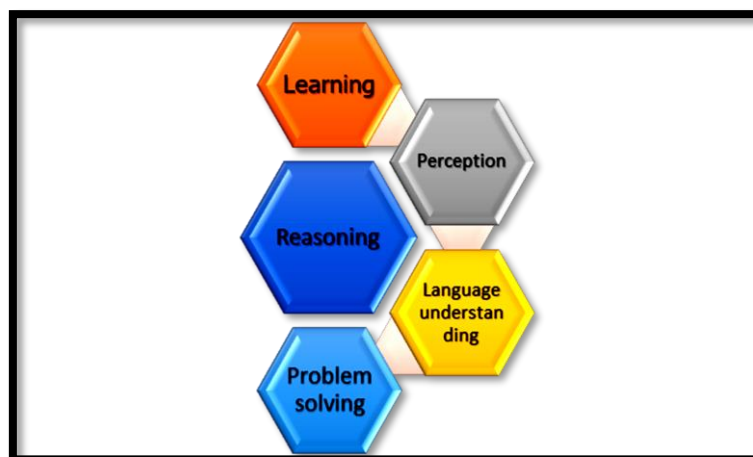 Learning
Perception
Reasoning
Language
understan
ding
Problem
solving